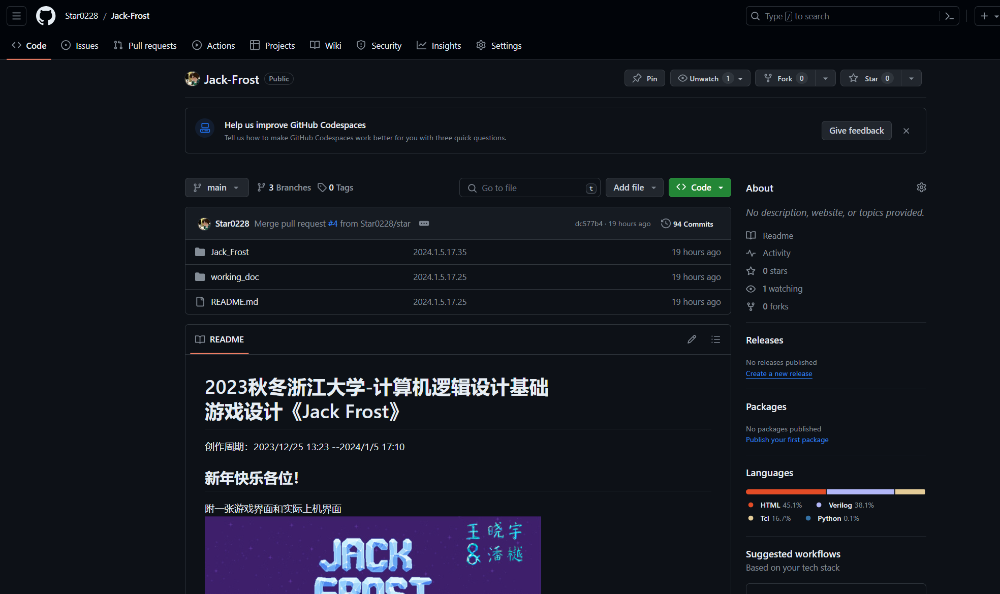 Star0228 / Jack-Frost
Type / to search
Code Issues Pull requests Actions Projects Wiki Security Insights Settings
Jack-Frost Public
Pin Unwatch 1 Fork 0 Star 0
Help us improve GitHub Codespaces
Tell us how to make GitHub Codespaces work better for you with three quick questions.
Give feedback
main 3 Branches 0 Tags
Go to file t Add file Code
Star0228 Merge pull request #4 from Star0228/star dc577b4 · 19 hours ago 94 Commits
Jack_Frost 2024.1.5.17.35 19 hours ago
working_doc 2024.1.5.17.25 19 hours ago
README.md 2024.1.5.17.25 19 hours ago
README
2023秋冬浙江大学-计算机逻辑设计基础
游戏设计《Jack Frost》
创作周期：2023/12/25 13:23 --2024/1/5 17:10
新年快乐各位！
附一张游戏界面和实际上机界面
王晓宇
&潘樾
JACK
FROST
About
No description, website, or topics provided.
Readme
Activity
0 stars
1 watching
0 forks
Releases
No releases published
Create a new release
Packages
No packages published
Publish your first package
Languages
HTML 45.1% Verilog 38.1%
Tcl 16.7% Python 0.1%
Suggested workflows
Based on your tech stack